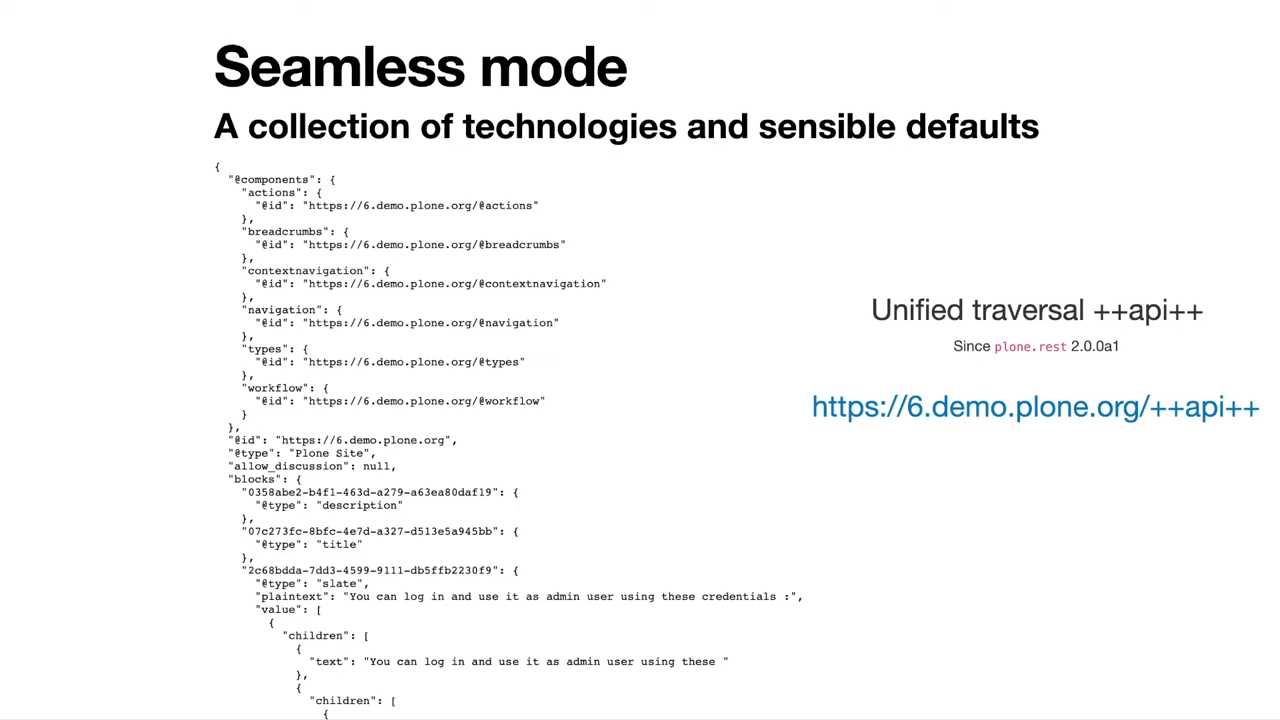 Seamless mode
A collection of technologies and sensible defaults
{
  "@components": {
    "actions": {
      "@id": "https://6.demo.plone.org/@actions"
    },
    "breadcrumbs": {
      "@id": "https://6.demo.plone.org/@breadcrumbs"
    },
    "contextnavigation": {
      "@id": "https://6.demo.plone.org/@contextnavigation"
    },
    "navigation": {
      "@id": "https://6.demo.plone.org/@navigation"
    },
    "types": {
      "@id": "https://6.demo.plone.org/@types"
    },
    "workflow": {
      "@id": "https://6.demo.plone.org/@workflow"
    }
  },
  "@id": "https://6.demo.plone.org",
  "@type": "Plone Site",
  "allow_discussion": null,
  "blocks": {
    "0358abe2-b4f1-463d-a279-a63ea80daf19": {
      "@type": "description"
    },
    "07c273fc-8bfc-4e7d-a327-d513e5a945bb": {
      "@type": "title"
    },
    "2c68bdda-7dd3-4599-9111-db5ffb2230f9": {
      "@type": "slate",
      "plaintext": "You can log in and use it as admin user using these credentials :",
      "value": [
        {
          "children": [
            {
              "text": "You can log in and use it as admin user using these "
            },
            {
              "children": [
                {
Unified traversal ++api++
Since plone.rest 2.0.0a1
https://6.demo.plone.org/++api++